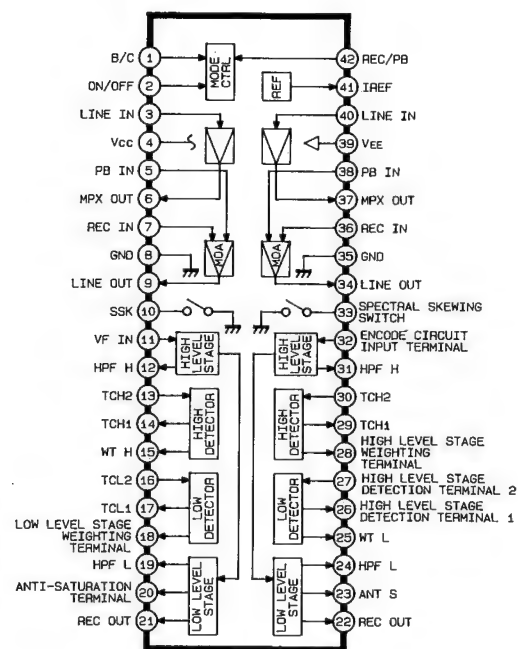 B/C 1
ON/OFF 2
LINE IN 3
Vcc 4
PB IN 5
MPX OUT 6
REC IN 7
GND 8
LINE OUT 9
SSK 10
VF IN 11
HPF H 12
TCH2 13
TCH1 14
WT H 15
TCL2 16
TCL1 17
LOW LEVEL STAGE
WEIGHTING
TERMINAL 18
HPF L 19
ANTI-SATURATION
TERMINAL 20
REC OUT 21
MODE
CTRL
REF
MOA
MOA
HIGH LEVEL
STAGE
HIGH LEVEL
STAGE
HIGH
DETECTOR
HIGH
DETECTOR
LOW
DETECTOR
LOW
DETECTOR
LOW LEVEL
STAGE
LOW LEVEL
STAGE
42 REC/PB
41 IREF
40 LINE IN
39 VEE
38 PB IN
37 MPX OUT
36 REC IN
35 GND
34 LINE OUT
33 SPECTRAL SKEWING
SWITCH
32 ENCODE CIRCUIT
INPUT TERMINAL
31 HPF H
30 TCH2
29 TCH1
28 HIGH LEVEL STAGE
WEIGHTING
TERMINAL
27 HIGH LEVEL STAGE
DETECTION TERMINAL 2
26 HIGH LEVEL STAGE
DETECTION TERMINAL 1
25 WT L
24 HPF L
23 ANT S
22 REC OUT